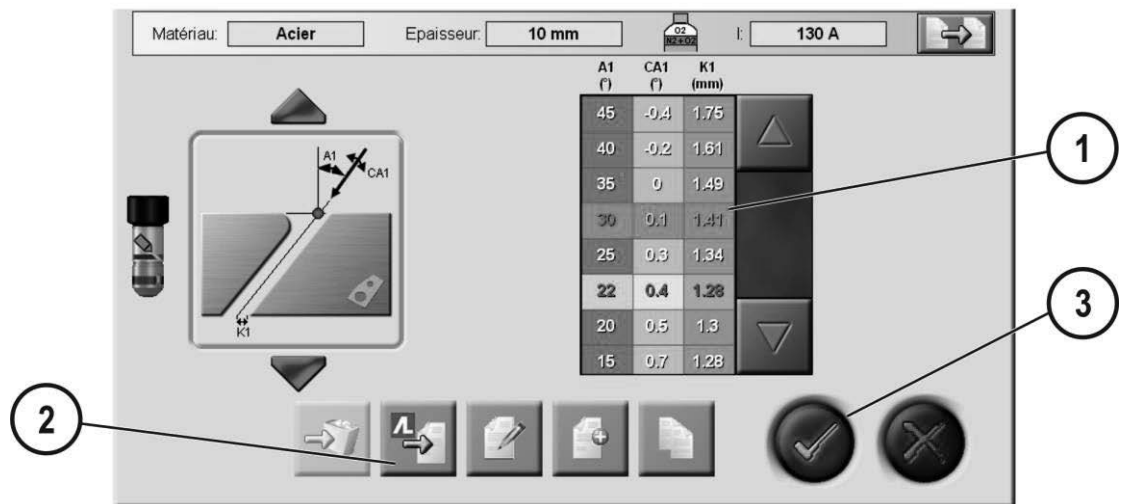 Matériau: Acier Epaisseur: 10 mm O2 N2+O2 I: 130 A
A1 CA1 K1
(°) (°) (mm)
45 -0,4 1.75
40 -0.2 1.61
35 0 1.49
30 0.1 1.41
25 0.3 1.34
22 0.4 1.28
20 0.5 1.3
15 0.7 1.28
A1
CA1
K1
1
2
3